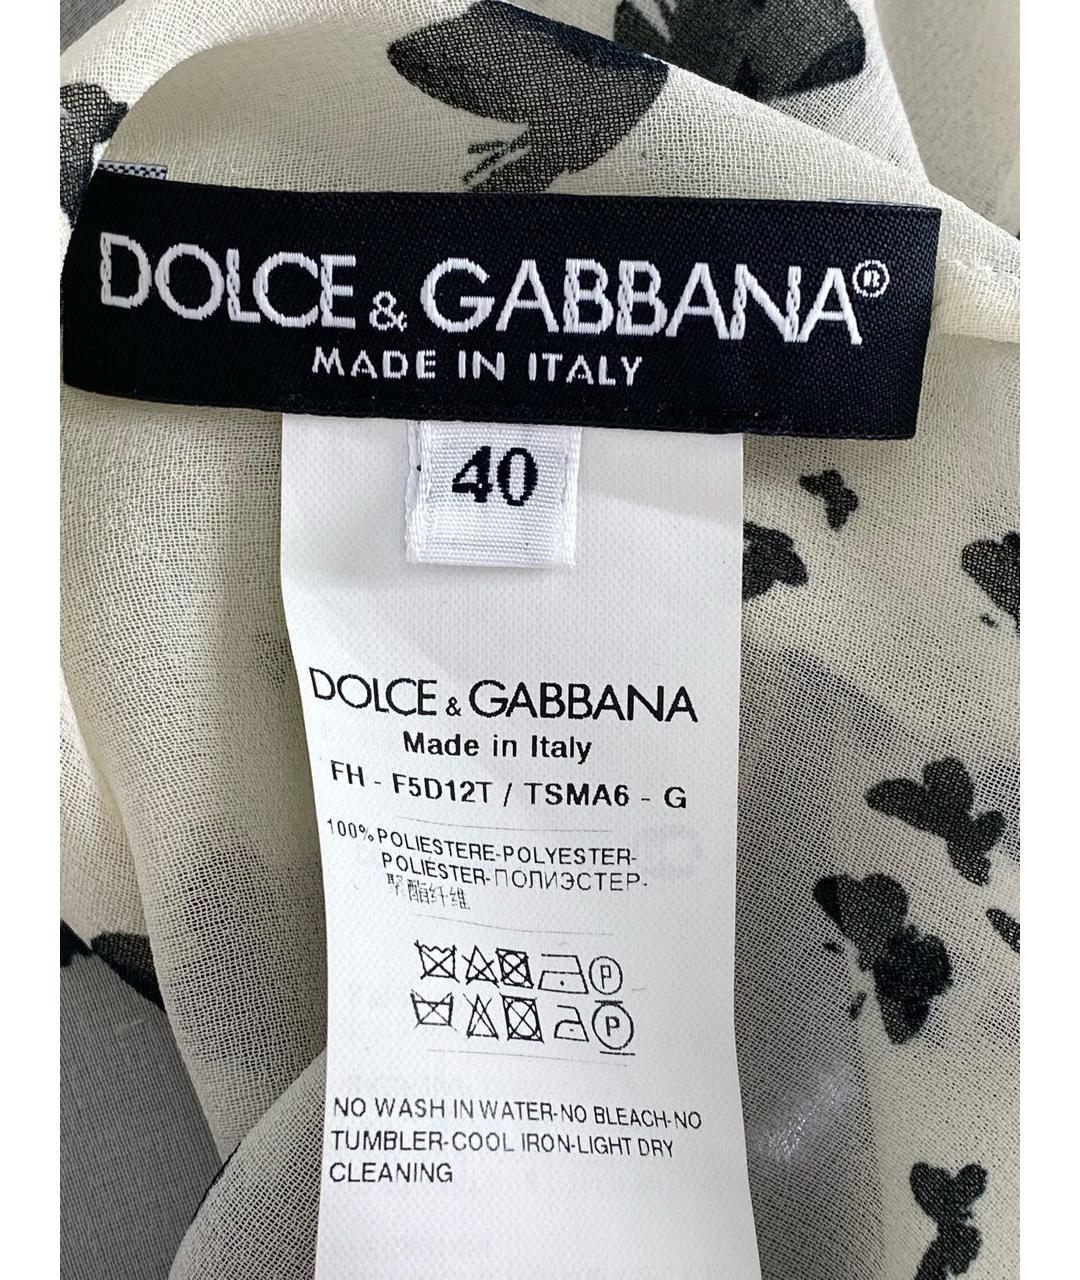 DOLCE & GABBANA®
MADE IN ITALY
40
DOLCE & GABBANA
Made in Italy
FH - F5D12T / TSMA6 - G
100% POLIESTERE-POLYESTER-
POLIÉSTER-ПОЛИЭСТЕР-
聚酯纤维
P
P
NO WASH IN WATER-NO BLEACH-NO
TUMBLER-COOL IRON-LIGHT DRY
CLEANING